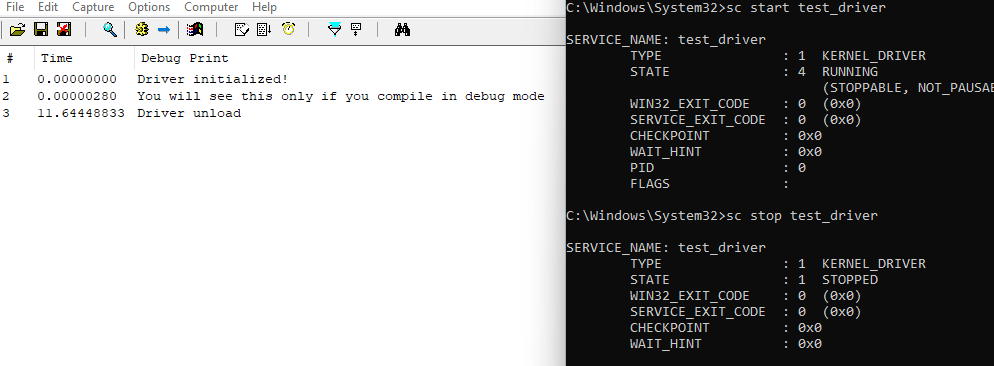 File Edit Capture Options Computer Help
# Time Debug Print
1 0.00000000 Driver initialized!
2 0.00000280 You will see this only if you compile in debug mode
3 11.64448833 Driver unload
C:\Windows\System32>sc start test_driver
SERVICE_NAME: test_driver
TYPE : 1 KERNEL_DRIVER
STATE : 4 RUNNING
(STOPPABLE,
WIN32_EXIT_CODE : 0 (0x0)
SERVICE_EXIT_CODE : 0 (0x0)
CHECKPOINT : 0x0
WAIT_HINT : 0x0
PID : 0
FLAGS :
C:\Windows\System32>sc stop test_driver
SERVICE_NAME: test_driver
TYPE : 1 KERNEL_DRIVER
STATE : 1 STOPPED
WIN32_EXIT_CODE : 0 (0x0)
SERVICE_EXIT_CODE : 0 (0x0)
CHECKPOINT : 0x0
WAIT_HINT : 0x0